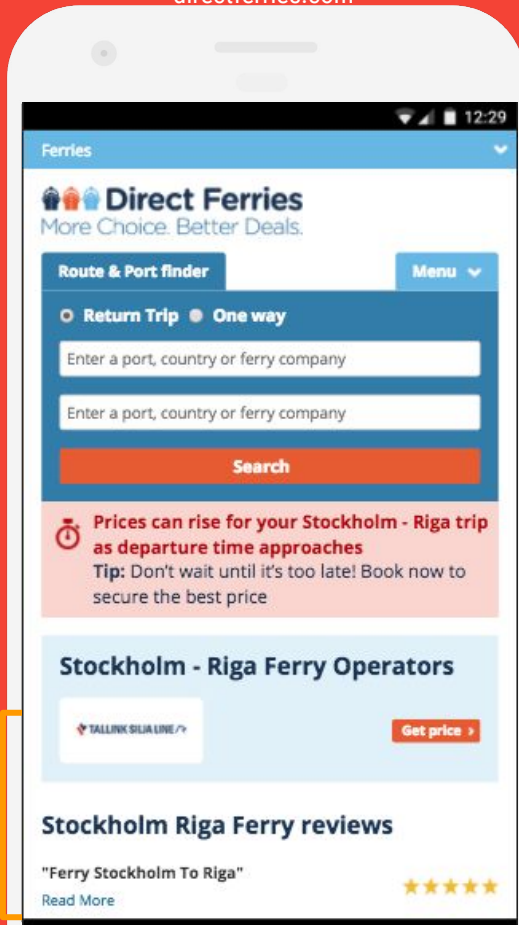 directferries.com
12:29
Ferries
Direct Ferries
More Choice. Better Deals.
Route & Port finder
Menu
Return Trip One way
Enter a port, country or ferry company
Enter a port, country or ferry company
Search
Prices can rise for your Stockholm - Riga trip
as departure time approaches
Tip: Don't wait until it's too late! Book now to
secure the best price
Stockholm - Riga Ferry Operators
TALLINK SILJA LINE
Get price ›
Stockholm Riga Ferry reviews
"Ferry Stockholm To Riga"
Read More